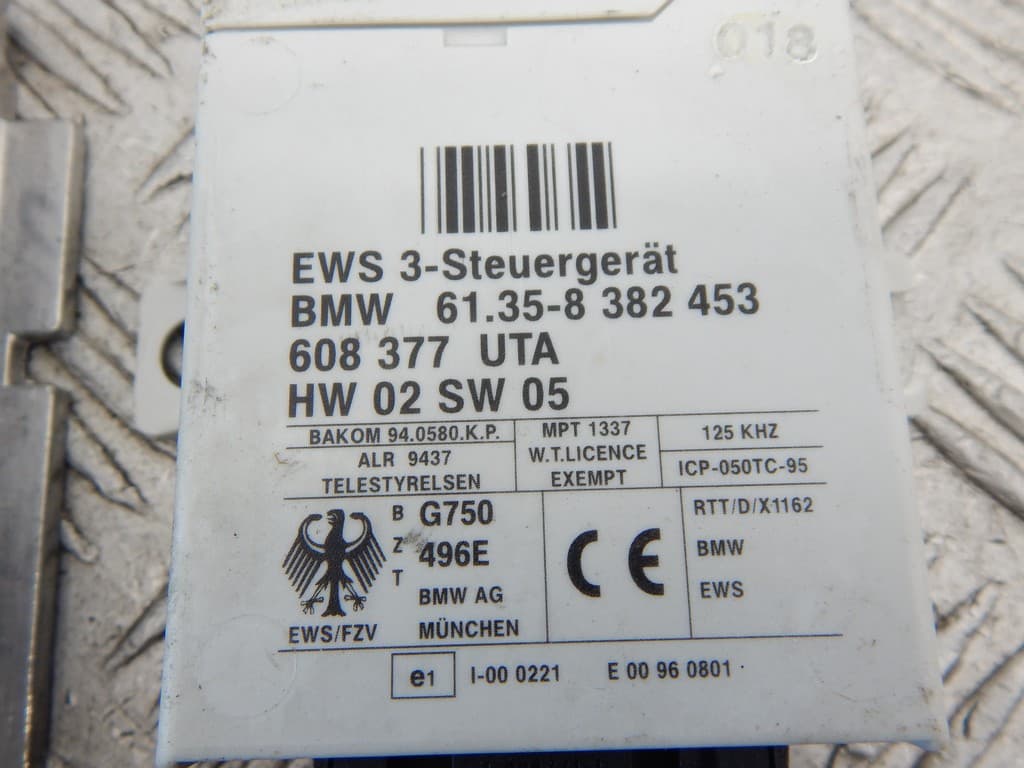 018
EWS 3-Steuergerät
BMW 61.35-8 382 453
608 377 UTA
HW 02 SW 05
BAKOM 94.0580.K.P.
MPT 1337
125 KHZ
ALR 9437
W.T.LICENCE
ICP-050TC-95
TELESTYRELSEN
EXEMPT
B G750
Z 496E
T BMW AG
EWS/FZV MÜNCHEN
CE
RTT/D/X1162
BMW
EWS
e1 I-00 0221 E 00 96 0801